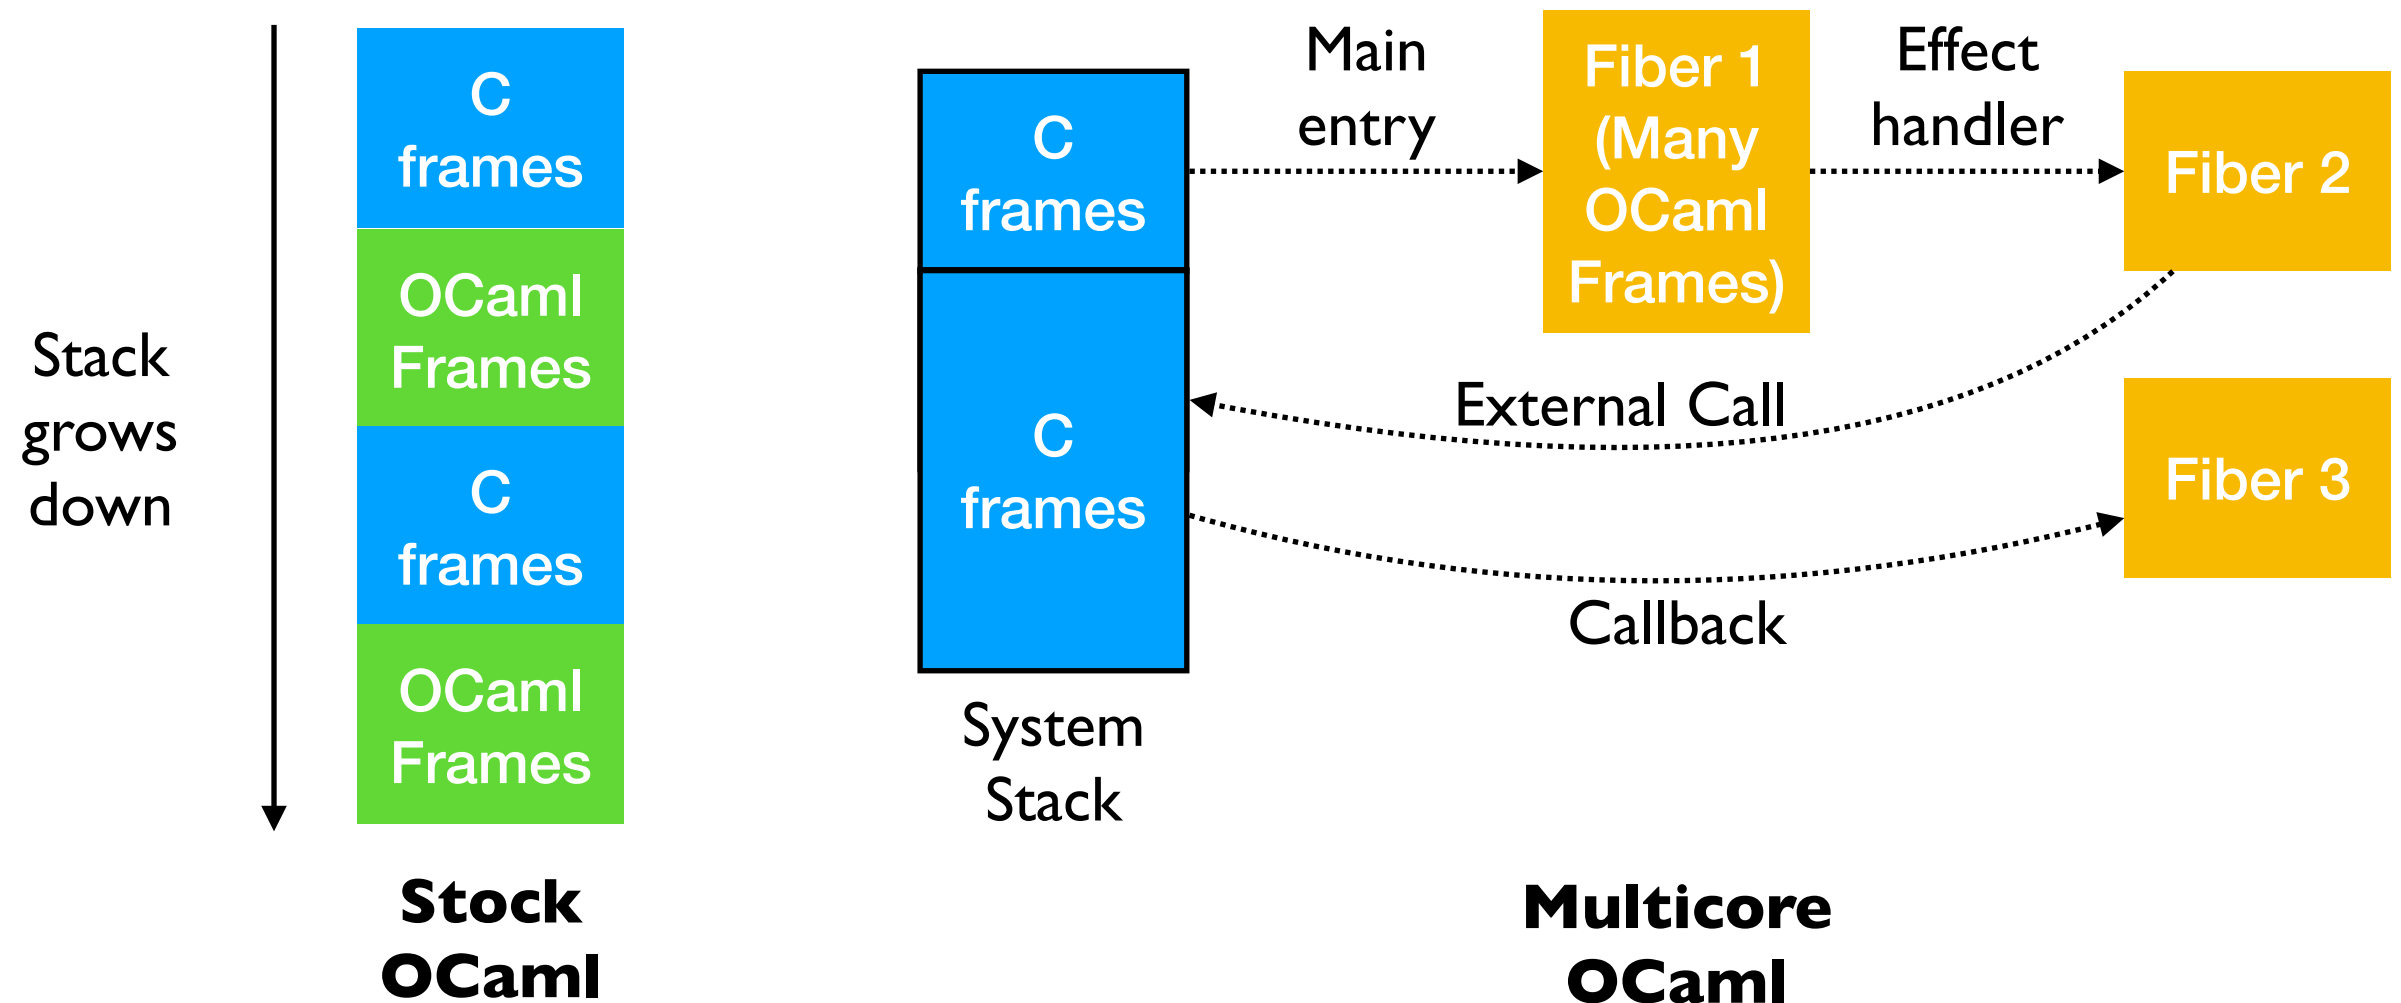 Stack
grows
down
C
frames
OCaml
Frames
C
frames
OCaml
Frames
Stock
OCaml
C
frames
C
frames
System
Stack
Main
entry
Fiber 1
(Many
OCaml
Frames)
Effect
handler
Fiber 2
External Call
Fiber 3
Callback
Multicore
OCaml